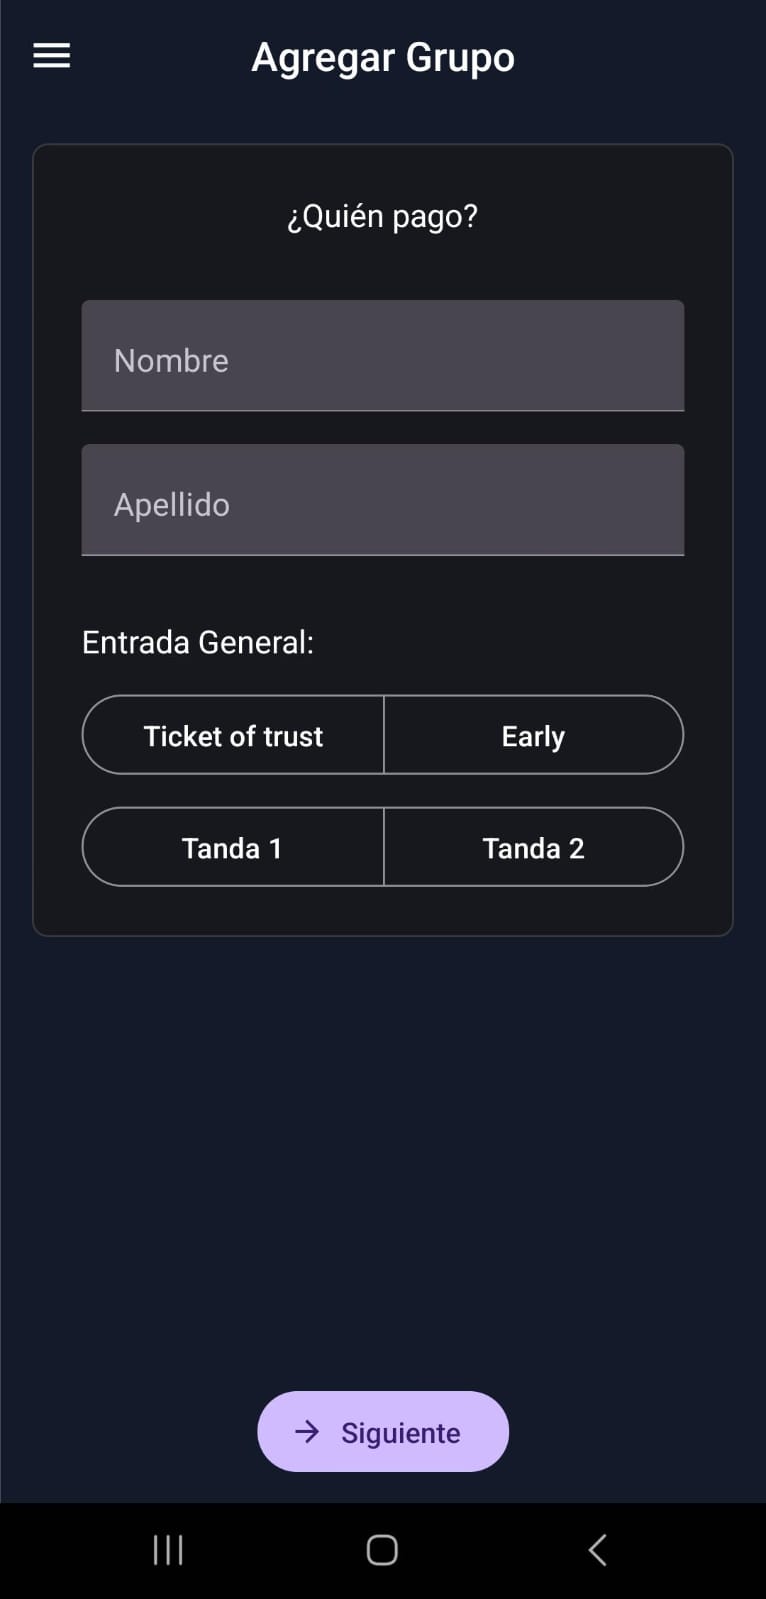 Agregar Grupo
¿Quién pago?
Nombre
Apellido
Entrada General:
Ticket of trust
Early
Tanda 1
Tanda 2
Siguiente